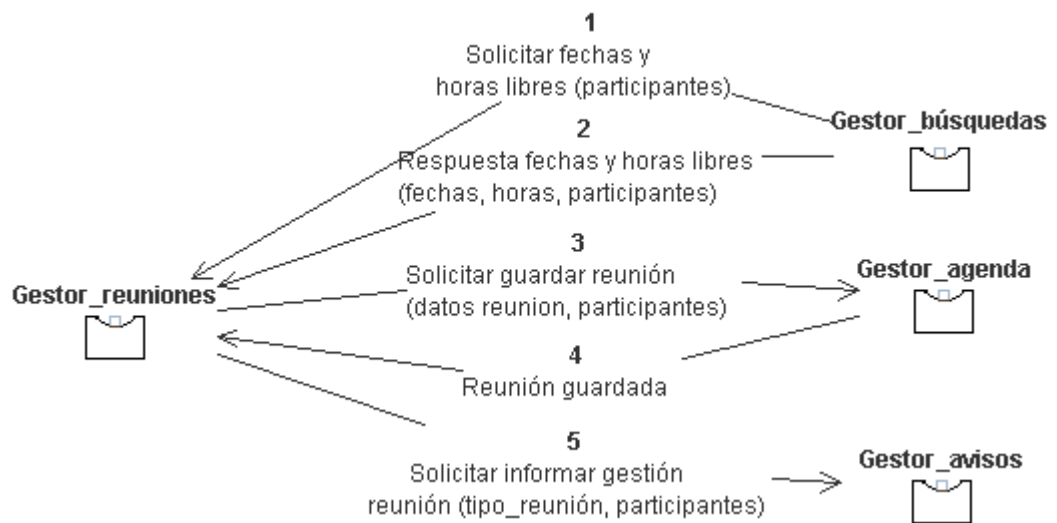 1
Solicitar fechas y
horas libres (participantes)
Gestor_búsquedas
2
Respuesta fechas y horas libres
(fechas, horas, participantes)
3
Solicitar guardar reunión
(datos reunion, participantes)
Gestor_agenda
Gestor_reuniones
4
Reunión guardada
5
Solicitar informar gestión
reunión (tipo_reunión, participantes)
Gestor_avisos